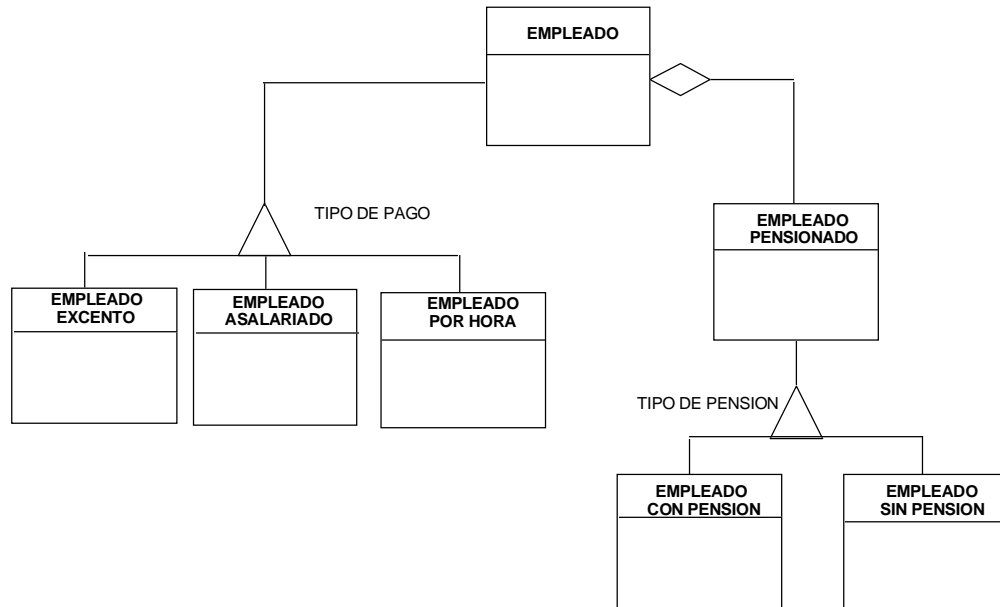 EMPLEADO
TIPO DE PAGO
EMPLEADO
PENSIONADO
EMPLEADO
EXCENTO
EMPLEADO
ASALARIADO
EMPLEADO
POR HORA
TIPO DE PENSION
EMPLEADO
CON PENSION
EMPLEADO
SIN PENSION